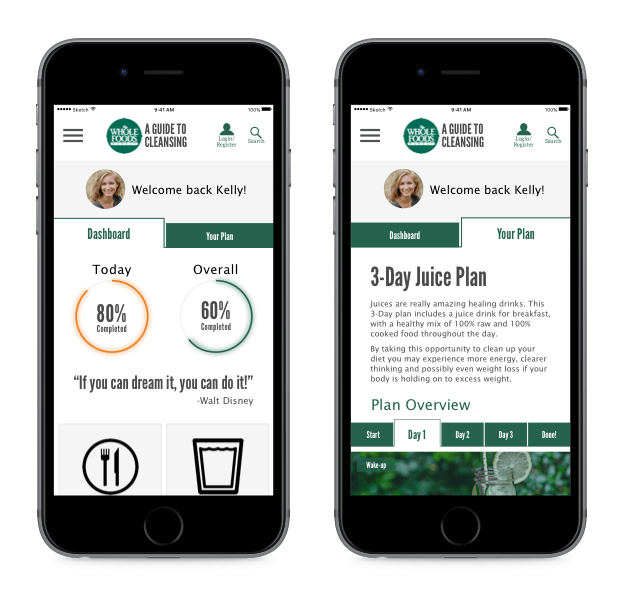 Sketch
9:41 AM
100%
WHOLE
FOODS
MARKET
A GUIDE TO
CLEANSING
Login/
Register
Search
Welcome back Kelly!
Dashboard
Your Plan
Today
Overall
80%
Completed
60%
Completed
“If you can dream it, you can do it!”
-Walt Disney
Sketch
9:41 AM
100%
WHOLE
FOODS
MARKET
A GUIDE TO
CLEANSING
Login/
Register
Search
Welcome back Kelly!
Dashboard
Your Plan
3-Day Juice Plan
Juices are really amazing healing drinks. This
3-Day plan includes a juice drink for breakfast,
with a healthy mix of 100% raw and 100%
cooked food throughout the day.
By taking this opportunity to clean up your
diet you may experience more energy, clearer
thinking and possibly even weight loss if your
body is holding on to excess weight.
Plan Overview
Start
Day 1
Day 2
Day 3
Done!
Wake-up